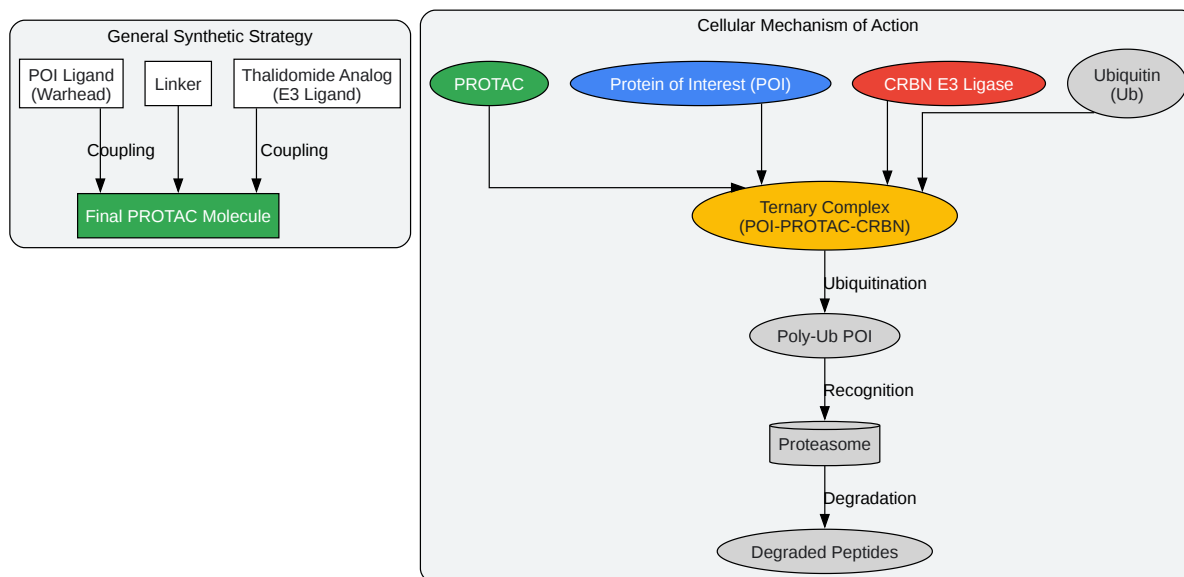 General Synthetic Strategy
POI Ligand
(Warhead)
Linker
Thalidomide Analog
(E3 Ligand)
Coupling
Coupling
Final PROTAC Molecule
Cellular Mechanism of Action
PROTAC
Protein of Interest (POI)
CRBN E3 Ligase
Ubiquitin
(Ub)
Ternary Complex
(POI-PROTAC-CRBN)
Ubiquitination
Poly-Ub POI
Recognition
Proteasome
Degradation
Degraded Peptides